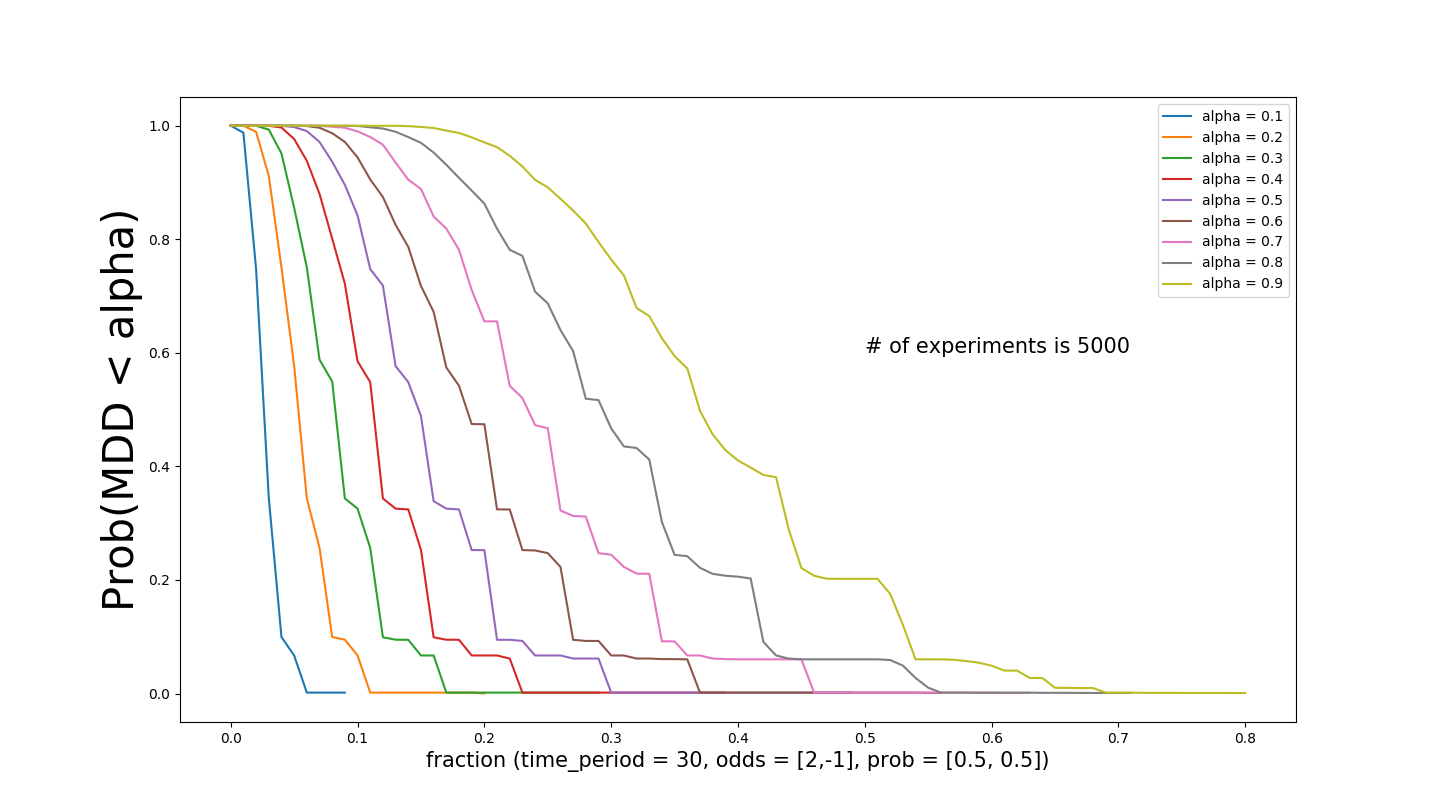 1.0
0.8
0.6
0.4
0.2
0.0
Prob(MDD < alpha)
alpha = 0.1
alpha = 0.2
alpha = 0.3
alpha = 0.4
alpha = 0.5
alpha = 0.6
alpha = 0.7
alpha = 0.8
alpha = 0.9
# of experiments is 5000
0.0 0.1 0.2 0.3 0.4 0.5 0.6 0.7 0.8
fraction (time_period = 30, odds = [2,-1], prob = [0.5, 0.5])